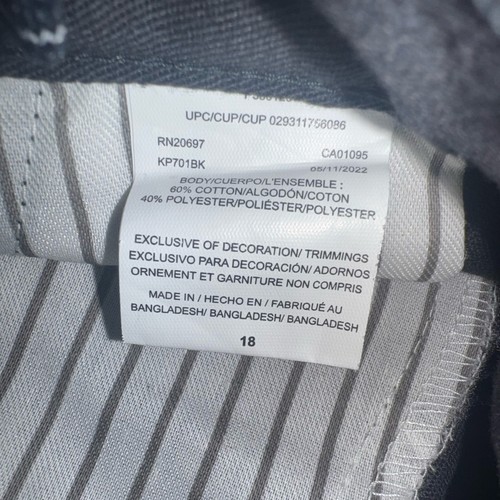 UPC/CUP/CUP 029311756086
RN20697 CA01095
KP701BK 05/11/2022
BODY/CUERPO/L'ENSEMBLE :
60% COTTON/ALGODÓN/COTON
40% POLYESTER/POLIÉSTER/POLYESTER
EXCLUSIVE OF DECORATION/ TRIMMINGS
EXCLUSIVO PARA DECORACIÓN/ ADORNOS
ORNEMENT ET GARNITURE NON COMPRIS
MADE IN / HECHO EN / FABRIQUÉ AU
BANGLADESH/ BANGLADESH/ BANGLADESH
18